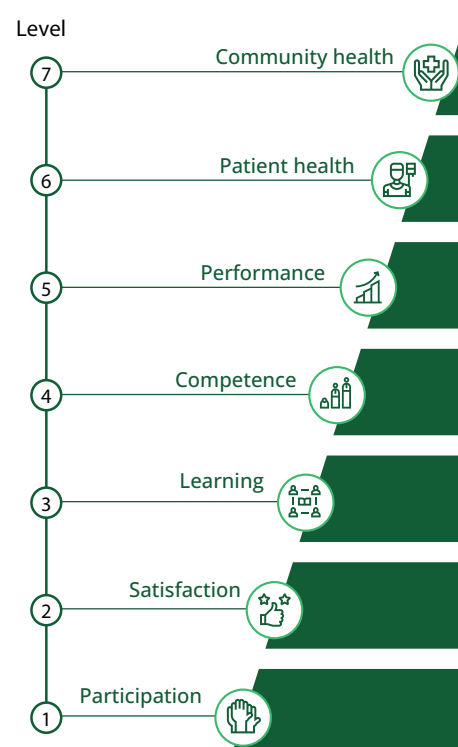 Level
Community health
7
Patient health
6
Performance
5
Competence
4
Learning
3
Satisfaction
2
Participation
1